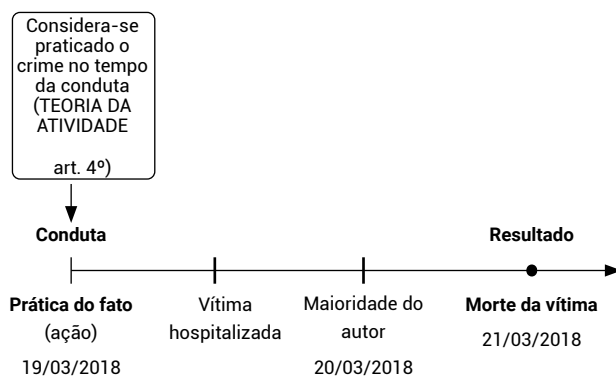 Considera-se
praticado o
crime no tempo
da conduta
(TEORIA DA
ATIVIDADE
art. 4º)
Conduta
Resultado
Prática do fato
(ação)
19/03/2018
Vítima
hospitalizada
Maioridade do
autor
20/03/2018
Morte da vítima
21/03/2018